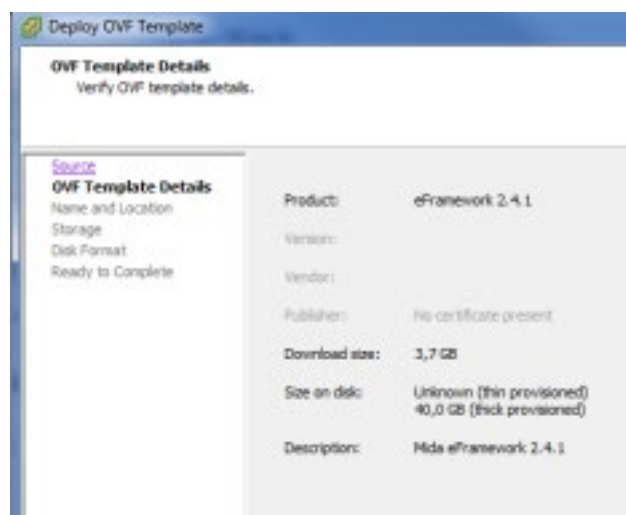 Deploy OVF Template
OVF Template Details
Verify OVF template details.
Source
OVF Template Details
Name and Location
Storage
Disk Format
Ready to Complete
Product: eFramework 2.4.1
Version:
Vendor:
Publisher: No certificate present
Download size: 3,7 GB
Size on disk: Unknown (thin provisioned)
40,0 GB (thick provisioned)
Description: Mida eFramework 2.4.1